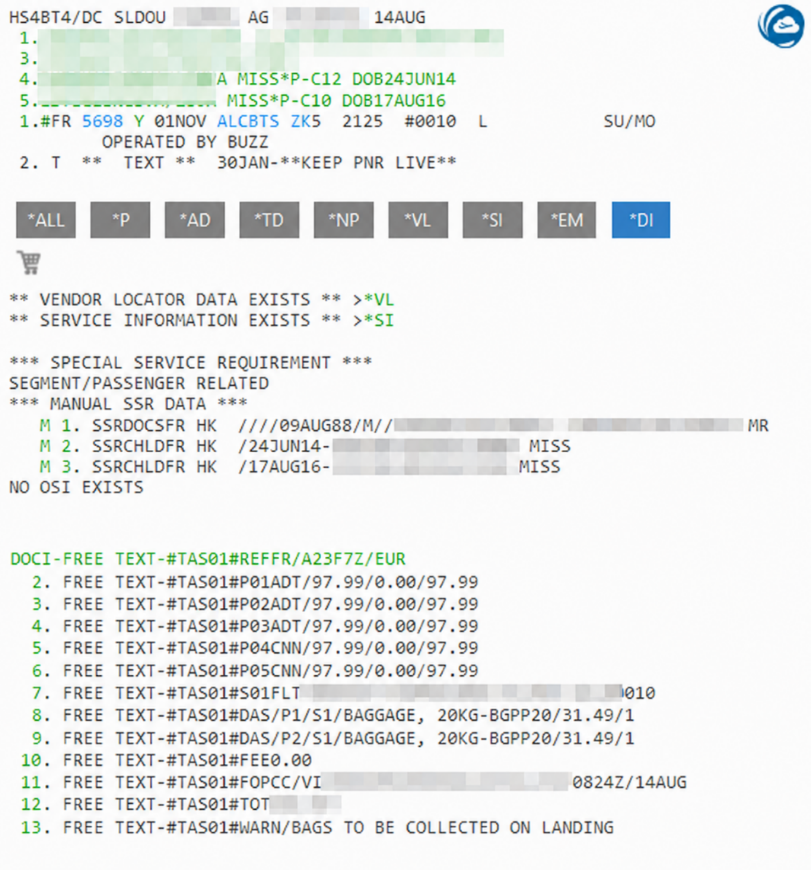 HS4BT4/DC SLDOU AG 14AUG
1.
3.
4. A MISS*P-C12 DOB24JUN14
5. MISS*P-C10 DOB17AUG16
1.#FR 5698 Y 01NOV ALCBTS ZK5 2125 #0010 L SU/MO
OPERATED BY BUZZ
2. T ** TEXT ** 30JAN-**KEEP PNR LIVE**
*ALL *P *AD *TD *NP *VL *SI *EM *DI
** VENDOR LOCATOR DATA EXISTS ** >*VL
** SERVICE INFORMATION EXISTS ** >*SI
*** SPECIAL SERVICE REQUIREMENT ***
SEGMENT/PASSENGER RELATED
*** MANUAL SSR DATA ***
M 1. SSRDOCSFR HK ////09AUG88/M// MR
M 2. SSRCHLDFR HK /24JUN14- MISS
M 3. SSRCHLDFR HK /17AUG16- MISS
NO OSI EXISTS
DOCI-FREE TEXT-#TAS01#REFFR/A23F7Z/EUR
2. FREE TEXT-#TAS01#P01ADT/97.99/0.00/97.99
3. FREE TEXT-#TAS01#P02ADT/97.99/0.00/97.99
4. FREE TEXT-#TAS01#P03ADT/97.99/0.00/97.99
5. FREE TEXT-#TAS01#P04CNN/97.99/0.00/97.99
6. FREE TEXT-#TAS01#P05CNN/97.99/0.00/97.99
7. FREE TEXT-#TAS01#S01FLT 010
8. FREE TEXT-#TAS01#DAS/P1/S1/BAGGAGE, 20KG-BGPP20/31.49/1
9. FREE TEXT-#TAS01#DAS/P2/S1/BAGGAGE, 20KG-BGPP20/31.49/1
10. FREE TEXT-#TAS01#FEE0.00
11. FREE TEXT-#TAS01#FOPCC/VI 0824Z/14AUG
12. FREE TEXT-#TAS01#TOT
13. FREE TEXT-#TAS01#WARN/BAGS TO BE COLLECTED ON LANDING